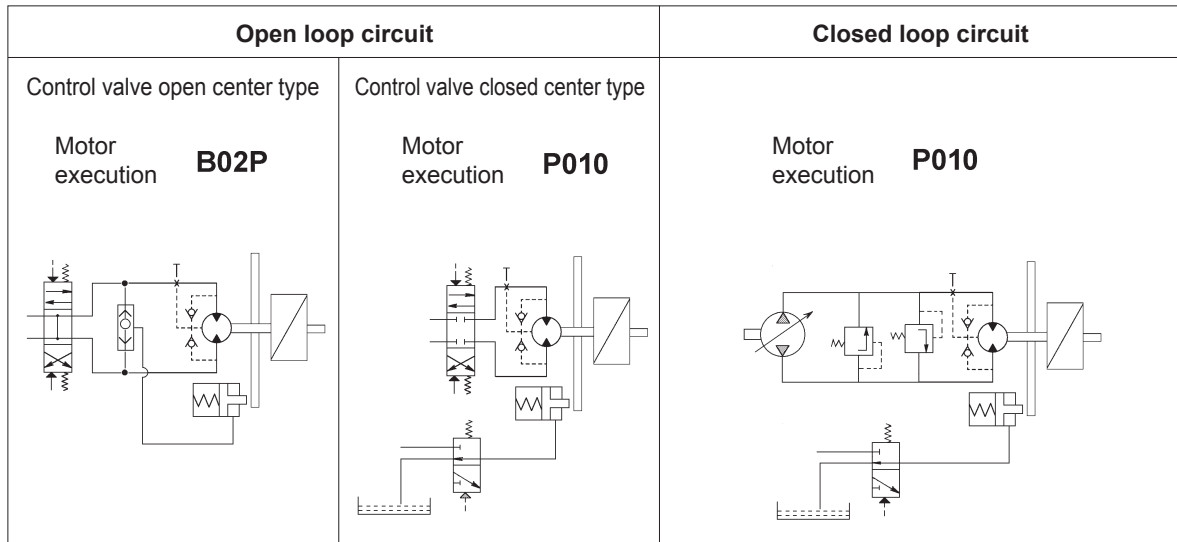 Open loop circuit
Closed loop circuit
Control valve open center type
Control valve closed center type
Motor
execution
B02P
Motor
execution
P010
Motor
execution
P010
T
T
T